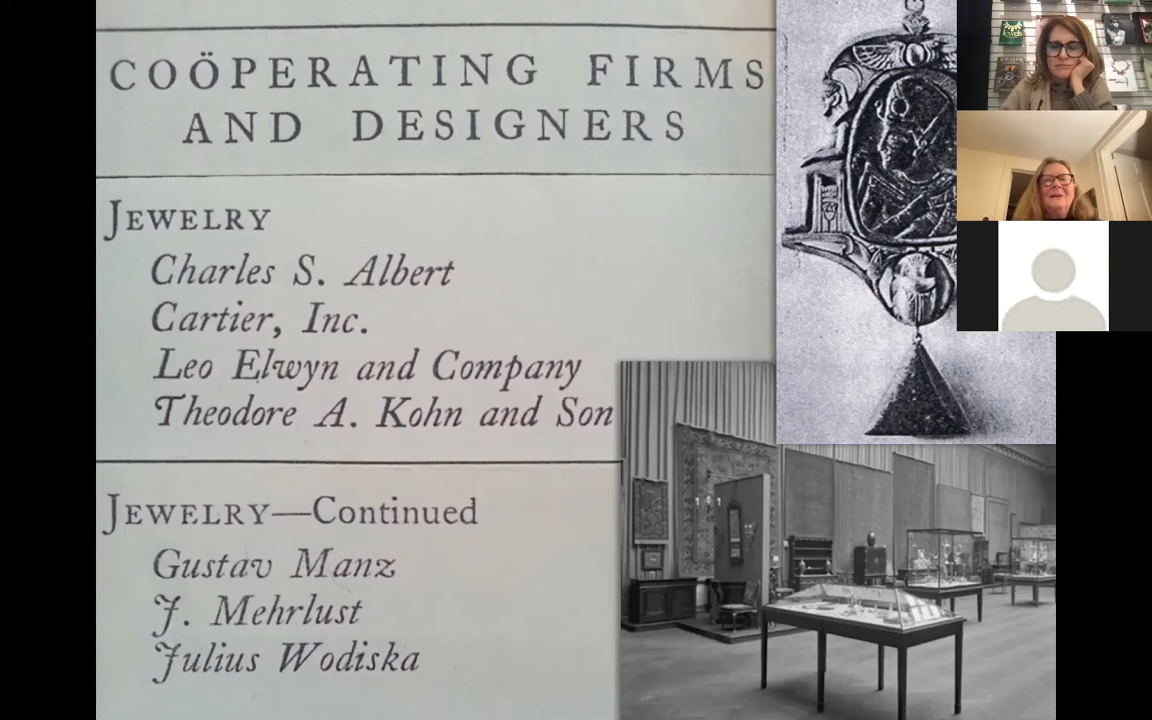 COÖPERATING FIRMS
AND DESIGNERS
JEWELRY
Charles S. Albert
Cartier, Inc.
Leo Elwyn and Company
Theodore A. Kohn and Son
JEWELRY—Continued
Gustav Manz
J. Mehrlust
Julius Wodiska